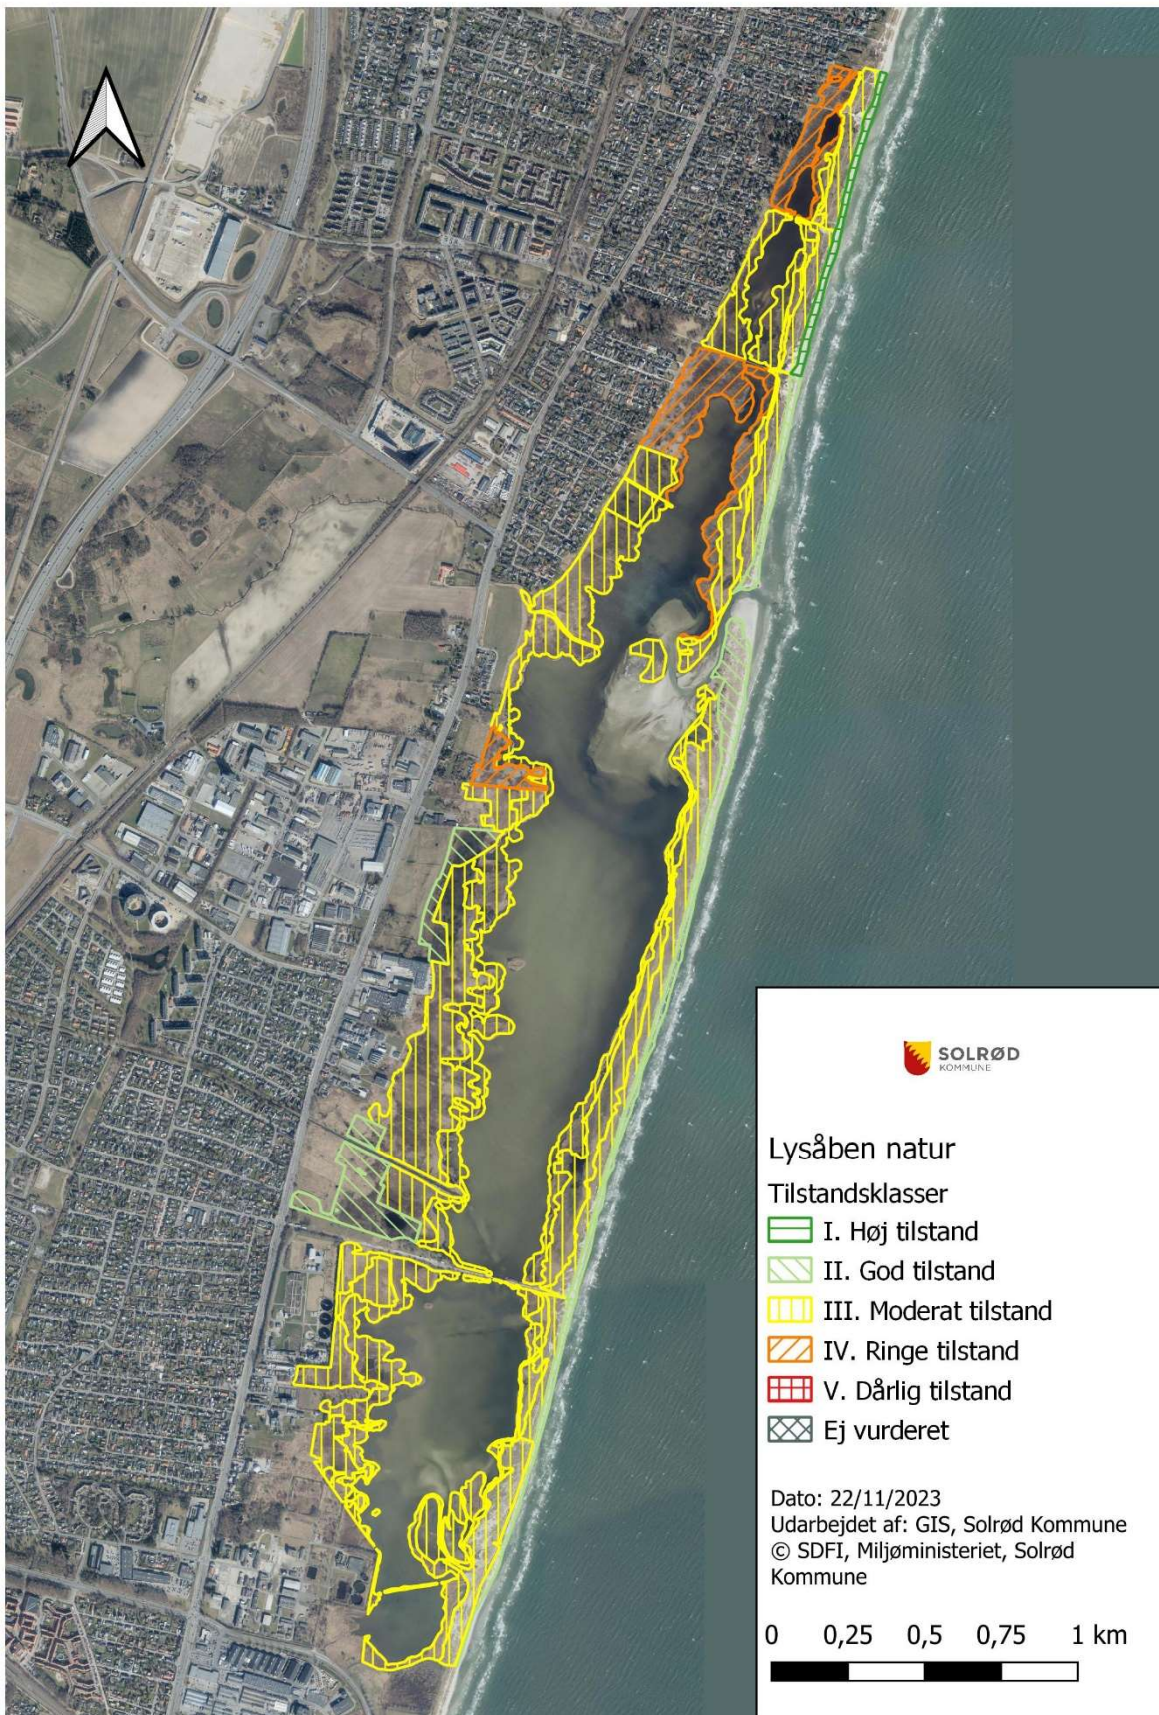 SOLRØD
KOMMUNE
Lysåben natur
Tilstandsklasser
I. Høj tilstand
II. God tilstand
III. Moderat tilstand
IV. Ringe tilstand
V. Dårlig tilstand
Ej vurderet
Dato: 22/11/2023
Udarbejdet af: GIS, Solrød Kommune
© SDFI, Miljøministeriet, Solrød
Kommune
0 0,25 0,5 0,75 1 km